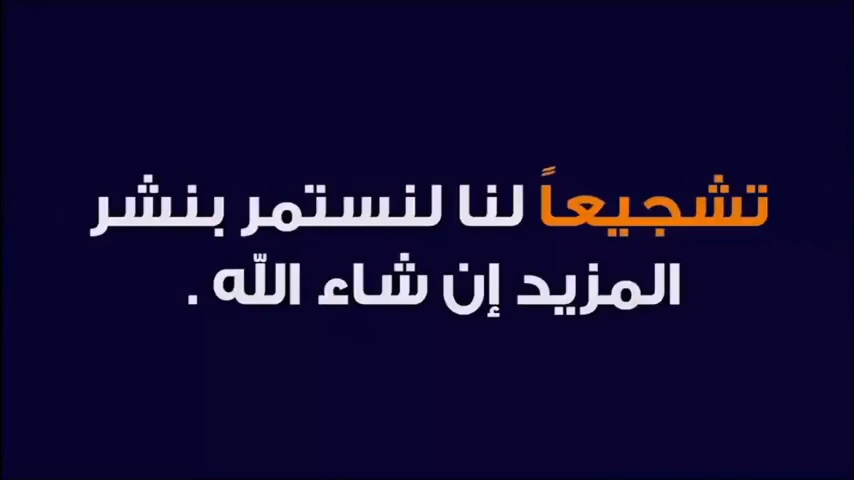 تشجيعاً لنا لنستمر بنشر
المزيد إن شاء الله .